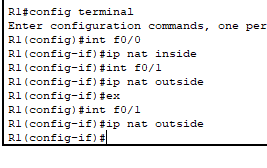 R1#config terminal
Enter configuration commands, one per
R1(config)#int f0/0
R1(config-if)#ip nat inside
R1(config-if)#int f0/1
R1(config-if)#ip nat outside
R1(config-if)#ex
R1(config)#int f0/1
R1(config-if)#ip nat outside
R1(config-if)#